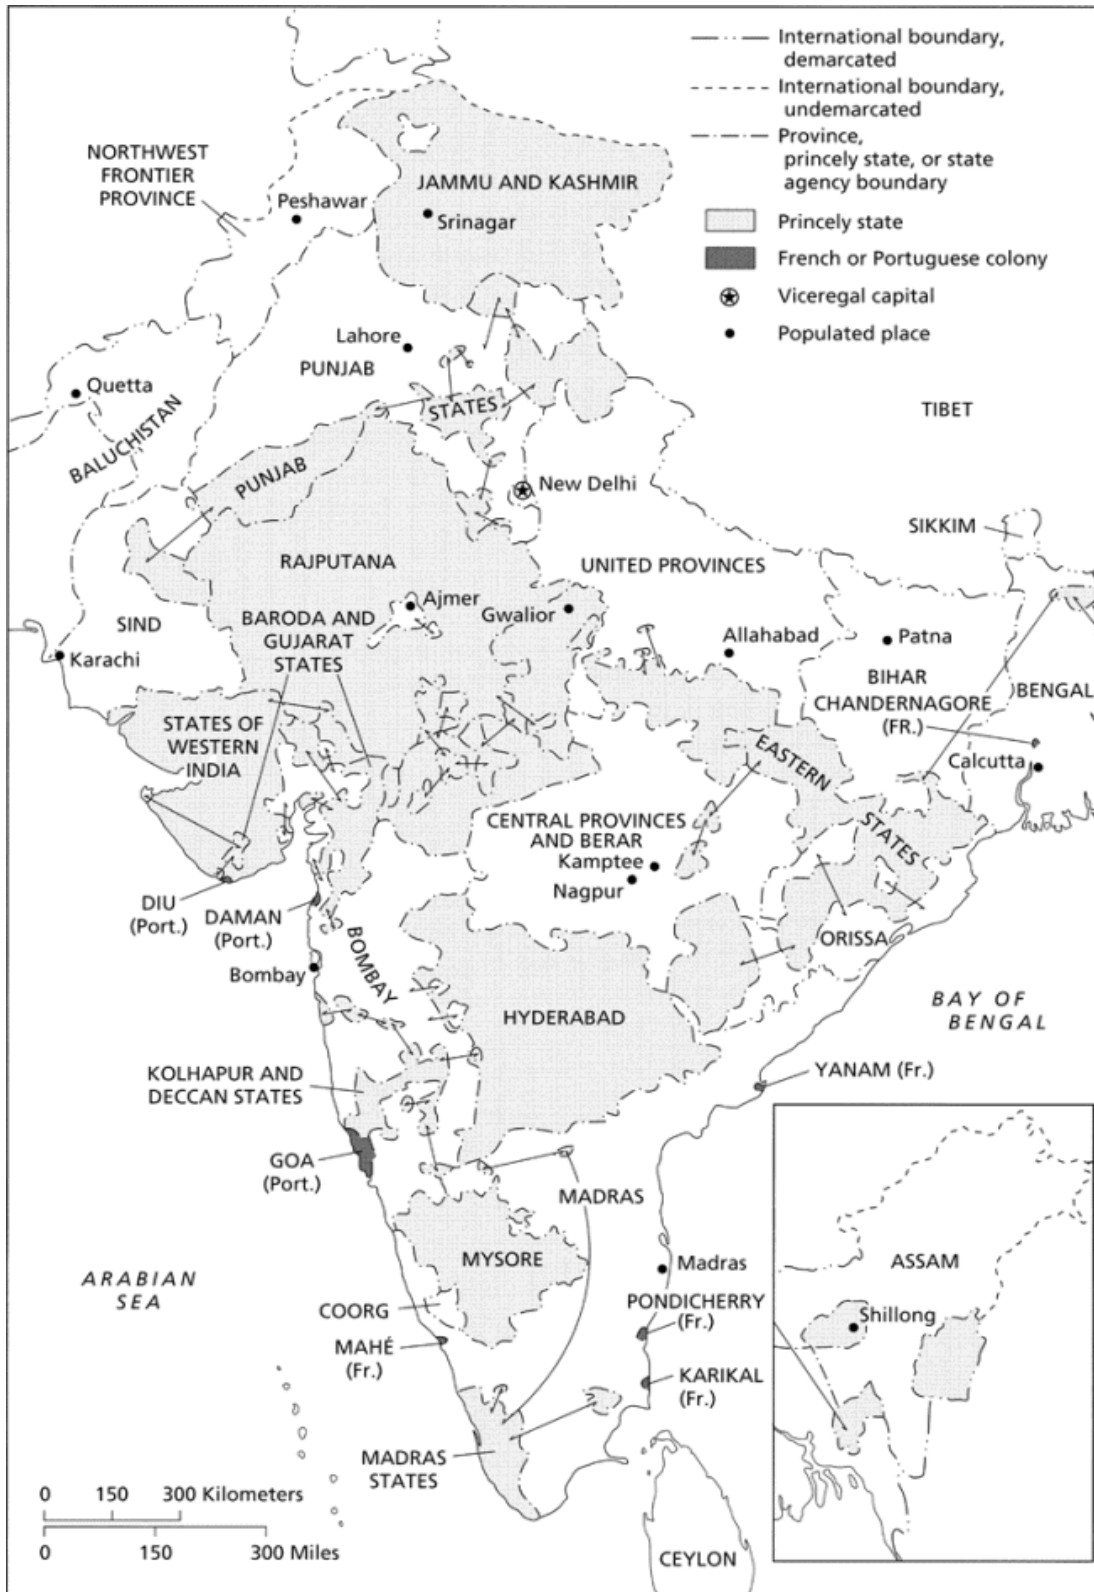 International boundary,
demarcated
International boundary,
undemarcated
Province,
princely state, or state
agency boundary
Princely state
French or Portuguese colony
Viceregal capital
Populated place
NORTHWEST
FRONTIER
PROVINCE
Peshawar
JAMMU AND KASHMIR
Srinagar
Lahore
PUNJAB
STATES
Quetta
BALUCHISTAN
TIBET
PUNJAB
New Delhi
SIKKIM
RAJPUTANA
UNITED PROVINCES
Ajmer
Gwalior
SIND
BARODA AND
GUJARAT
STATES
Allahabad
Patna
Karachi
BIHAR
CHANDERNAGORE
(FR.)
BENGAL
STATES OF
WESTERN
INDIA
EASTERN
STATES
Calcutta
CENTRAL PROVINCES
AND BERAR
Kamptee
Nagpur
DIU
(Port.)
DAMAN
(Port.)
BOMBAY
ORISSA
Bombay
HYDERABAD
BAY OF
BENGAL
KOLHAPUR AND
DECCAN STATES
YANAM (Fr.)
GOA
(Port.)
MADRAS
MYSORE
Madras
ARABIAN
SEA
COORG
PONDICHERRY
(Fr.)
MAHÉ
(Fr.)
KARIKAL
(Fr.)
ASSAM
Shillong
MADRAS
STATES
0 150 300 Kilometers
0 150 300 Miles
CEYLON